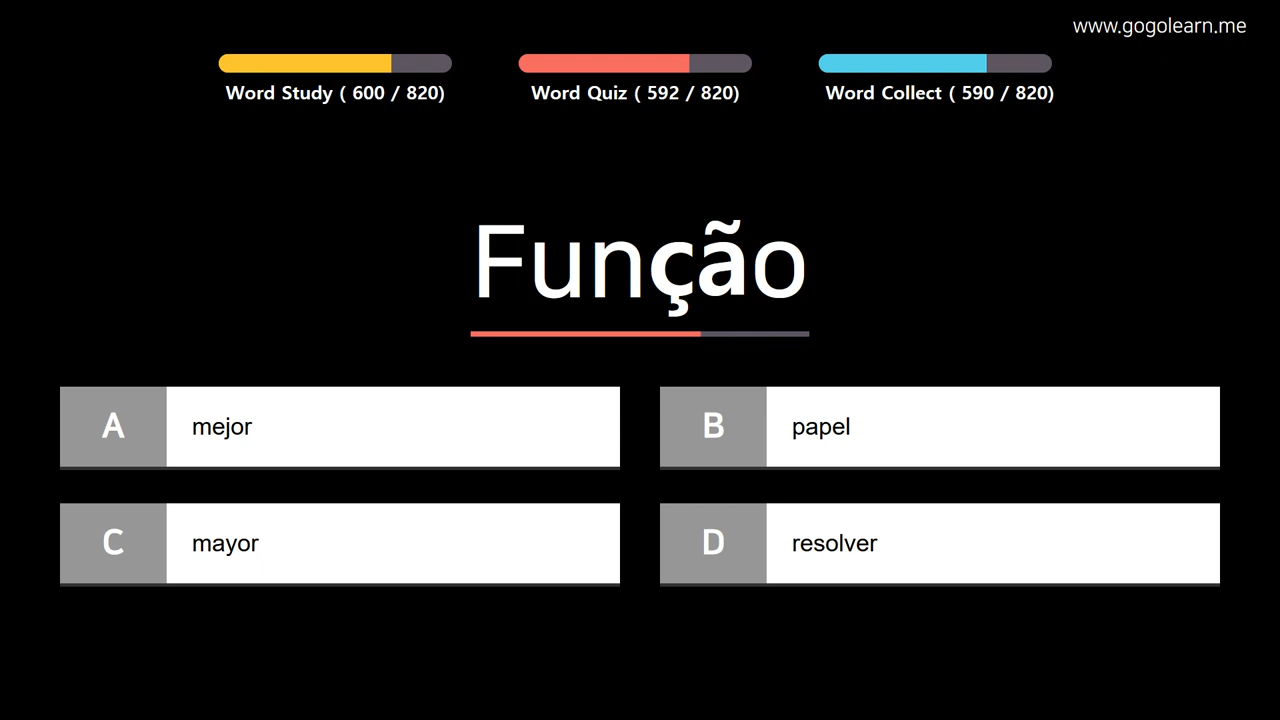 www.gogolearn.me
Word Study ( 600 / 820)
Word Quiz ( 592 / 820)
Word Collect ( 590 / 820)
Função
A mejor
B papel
C mayor
D resolver